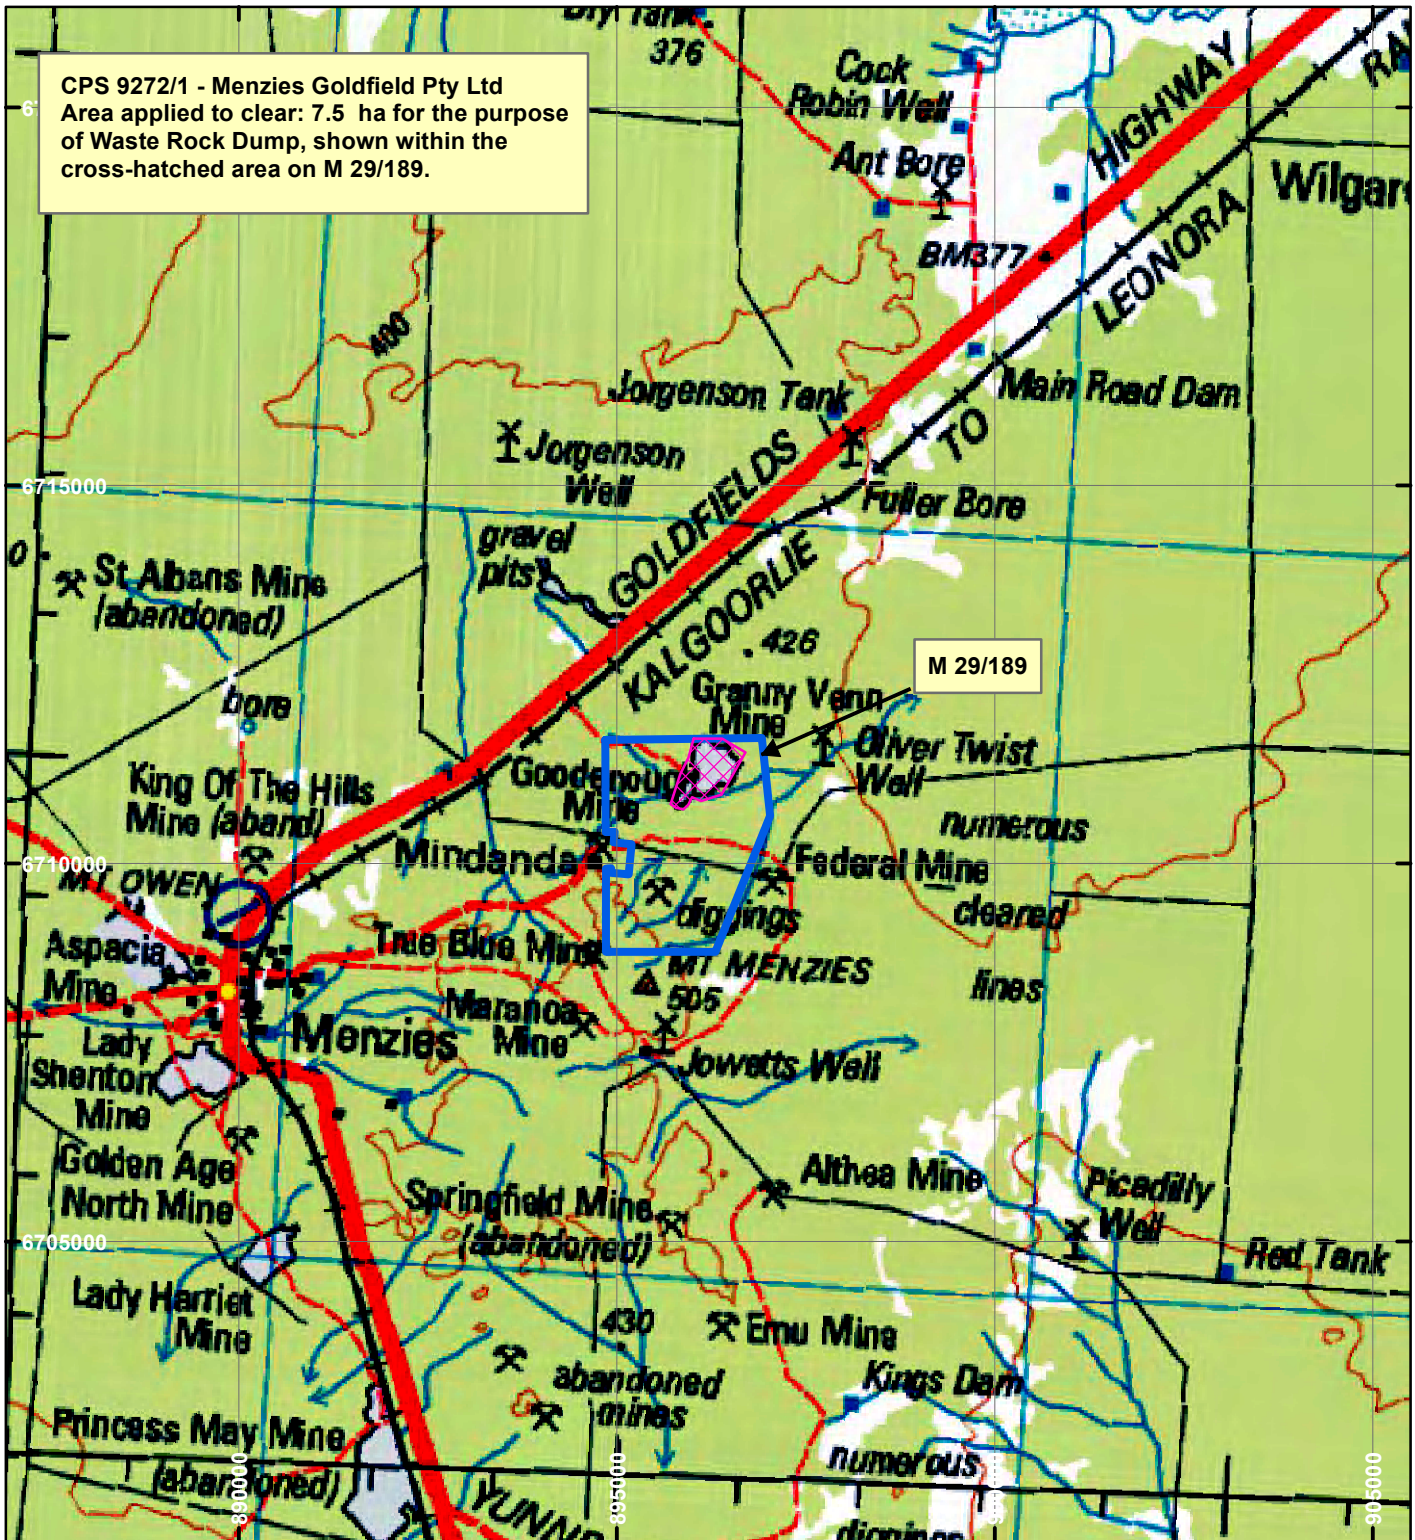 Dry Tank
376
CPS 9272/1 - Menzies Goldfield Pty Ltd
Area applied to clear: 7.5 ha for the purpose
of Waste Rock Dump, shown within the
cross-hatched area on M 29/189.
Cock
Robin Well
Ant Bore
HIGHWAY
BM377
LEONORA
400
Jorgenson Tank
Main Road Dam
TO
Jorgenson
Well
GOLDFIELDS
6715000
Fuller Bore
gravel
pits
KALGOORLIE
St Albans Mine
(abandoned)
426
M 29/189
Granny Venn
Mine
bore
Oliver Twist
Well
Goodenoug
Mine
King Of The Hills
Mine (aband)
numerous
cleared
lines
Mindanda
Federal Mine
6710000
MT OWEN
diggings
Aspacia
Mine
True Blue Mine
MT MENZIES
505
Maranoa
Mine
Menzies
Jowetts Well
Lady
Shenton
Mine
Golden Age
North Mine
Althea Mine
Picadilly
Well
Springfield Mine
(abandoned)
6705000
Red Tank
Lady Harriet
Mine
430
Emu Mine
abandoned
mines
Kings Dam
Princess May Mine
(abandoned)
numerous
diggings
890000
895000
905000